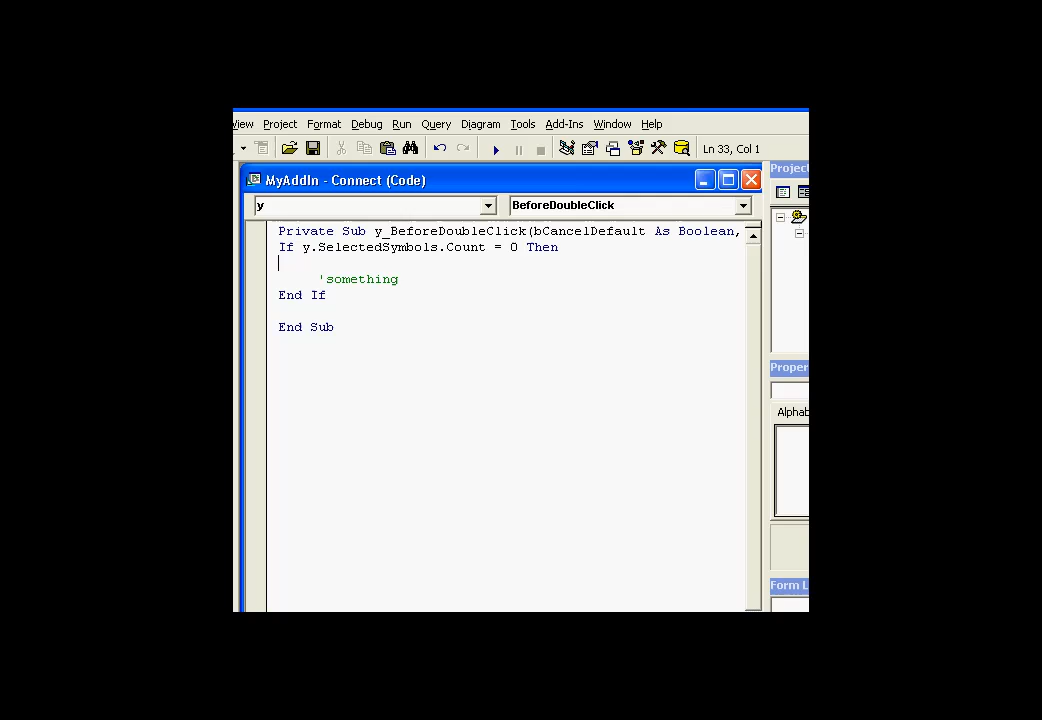 View Project Format Debug Run Query Diagram Tools Add-Ins Window Help
Ln 33, Col 1
MyAddIn - Connect (Code)
y BeforeDoubleClick
Private Sub y_BeforeDoubleClick(bCancelDefault As Boolean,
If y.SelectedSymbols.Count = 0 Then
'something
End If
End Sub
Project
Proper
Alphab
Form L